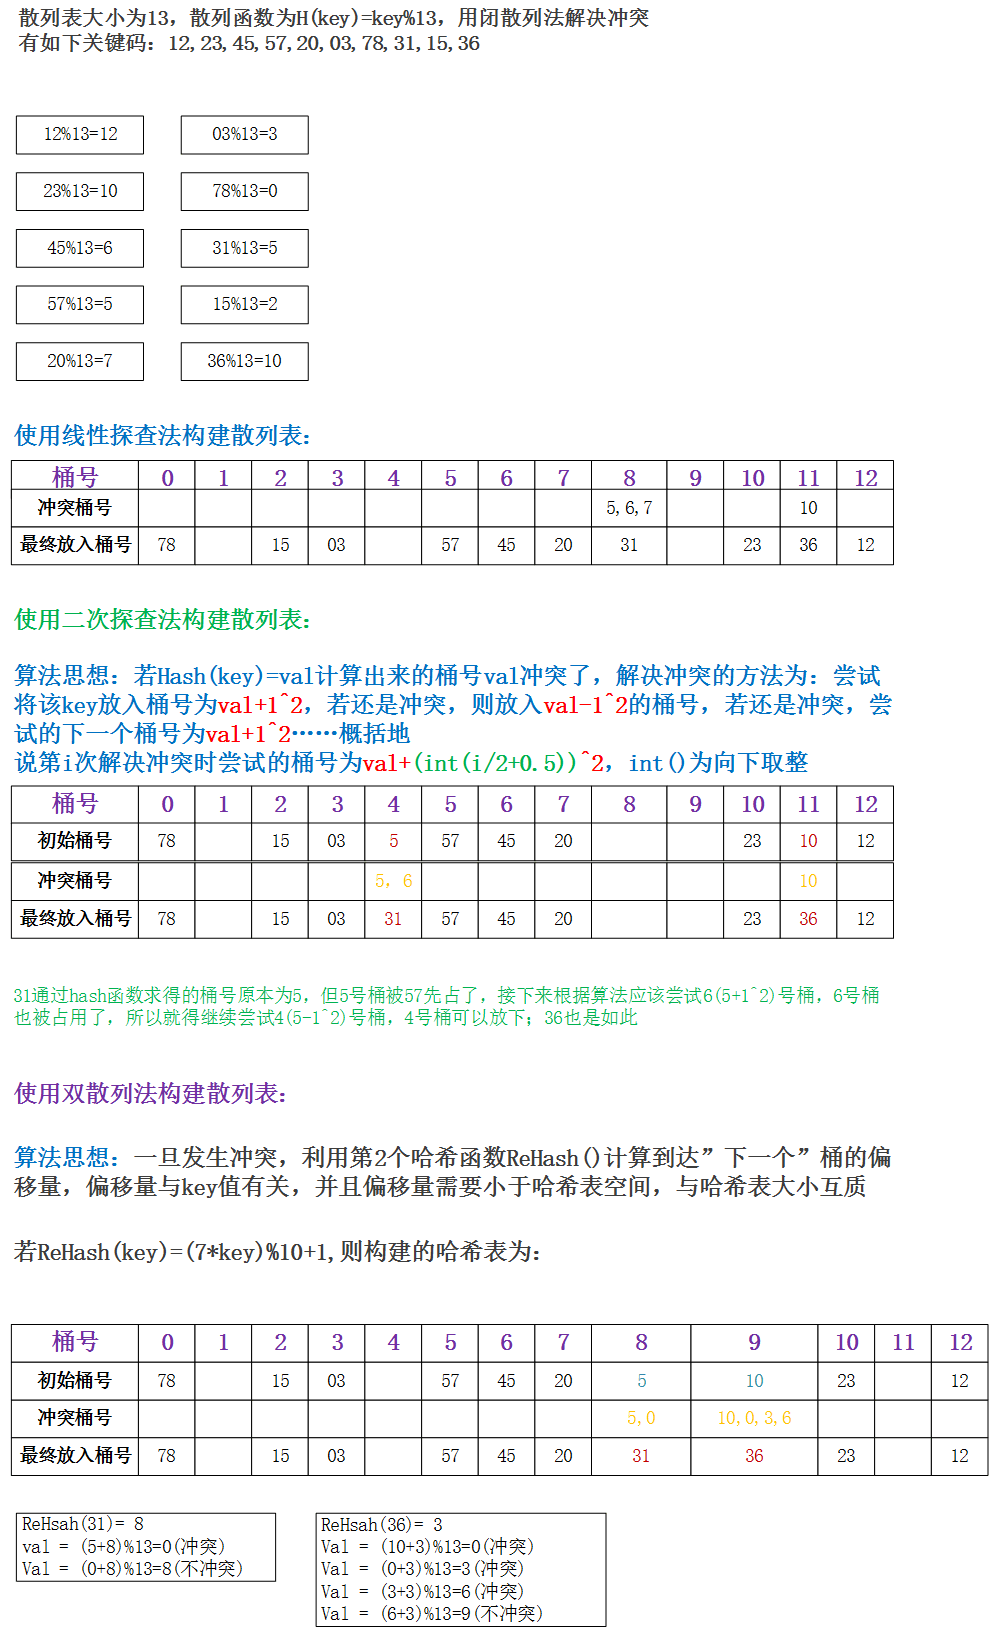 散列表大小为13，散列函数为H(key)=key%13，用闭散列法解决冲突
有如下关键码：12,23,45,57,20,03,78,31,15,36
12%13=12 03%13=3
23%13=10 78%13=0
45%13=6 31%13=5
57%13=5 15%13=2
20%13=7 36%13=10
使用线性探查法构建散列表：
桶号 0 1 2 3 4 5 6 7 8 9 10 11 12
冲突桶号 5,6,7 10
最终放入桶号 78 15 03 57 45 20 31 23 36 12
使用二次探查法构建散列表：
算法思想：若Hash(key)=val计算出来的桶号val冲突了，解决冲突的方法为：尝试
将该key放入桶号为val+1^2，若还是冲突，则放入val-1^2的桶号，若还是冲突，尝
试的下一个桶号为val+1^2……概括地
说第i次解决冲突时尝试的桶号为val+(int(i/2+0.5))^2，int()为向下取整
桶号 0 1 2 3 4 5 6 7 8 9 10 11 12
初始桶号 78 15 03 5 57 45 20 23 10 12
冲突桶号 5，6 10
最终放入桶号 78 15 03 31 57 45 20 23 36 12
31通过hash函数求得的桶号原本为5，但5号桶被57先占了，接下来根据算法应该尝试6(5+1^2)号桶，6号桶
也被占用了，所以就得继续尝试4(5-1^2)号桶，4号桶可以放下；36也是如此
使用双散列法构建散列表：
算法思想：一旦发生冲突，利用第2个哈希函数ReHash()计算到达”下一个”桶的偏
移量，偏移量与key值有关，并且偏移量需要小于哈希表空间，与哈希表大小互质
若ReHash(key)=(7*key)%10+1,则构建的哈希表为：
桶号 0 1 2 3 4 5 6 7 8 9 10 11 12
初始桶号 78 15 03 57 45 20 5 10 23 12
冲突桶号 5,0 10,0,3,6
最终放入桶号 78 15 03 57 45 20 31 36 23 12
ReHsah(31)= 8
val = (5+8)%13=0(冲突)
Val = (0+8)%13=8(不冲突)
ReHsah(36)= 3
Val = (10+3)%13=0(冲突)
Val = (0+3)%13=3(冲突)
Val = (3+3)%13=6(冲突)
Val = (6+3)%13=9(不冲突)